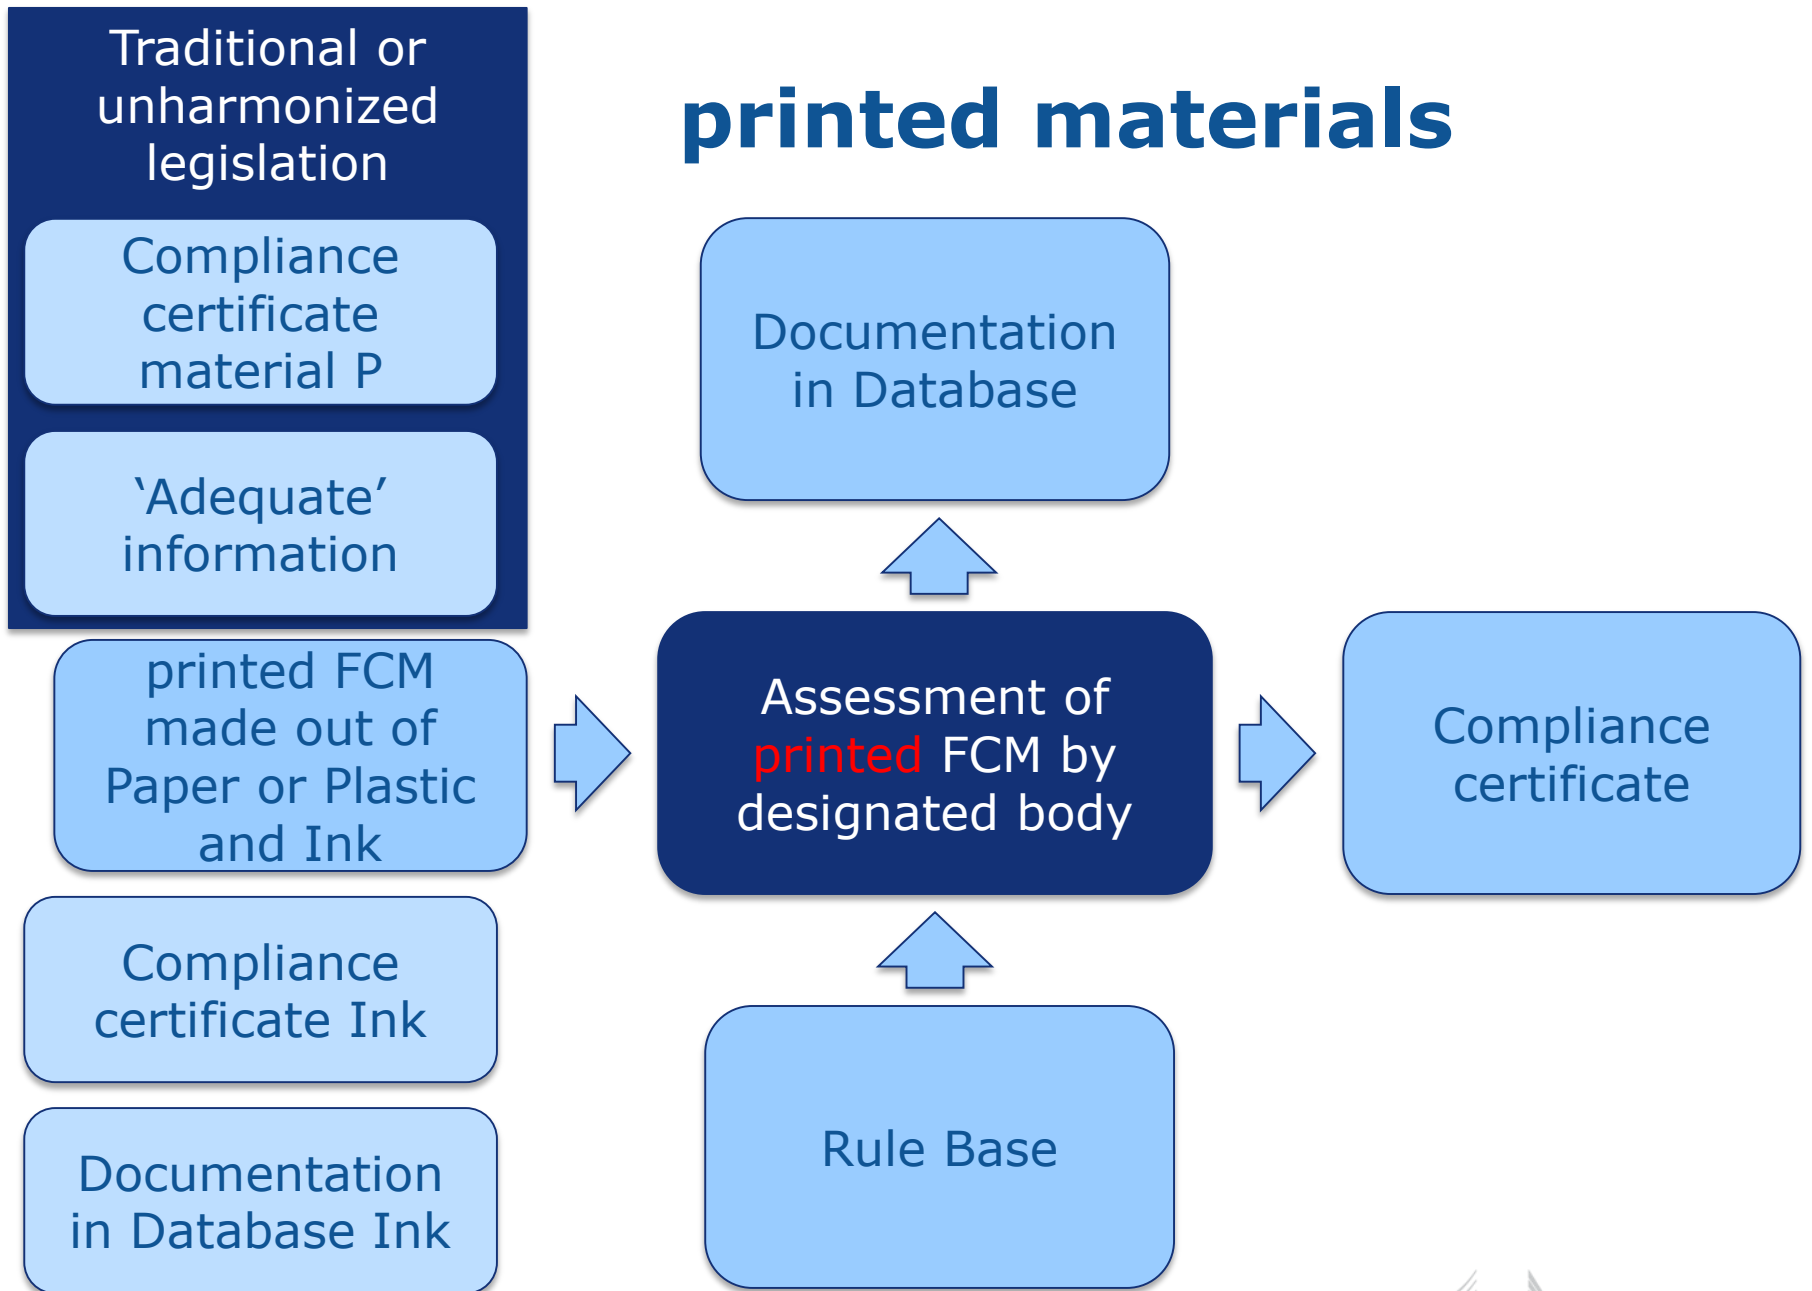 Traditional or
unharmonized
legislation
printed materials
Compliance
certificate
material P
‘Adequate’
information
printed FCM
made out of
Paper or Plastic
and Ink
Compliance
certificate Ink
Documentation
in Database Ink
Documentation
in Database
Assessment of
printed FCM by
designated body
Rule Base
Compliance
certificate